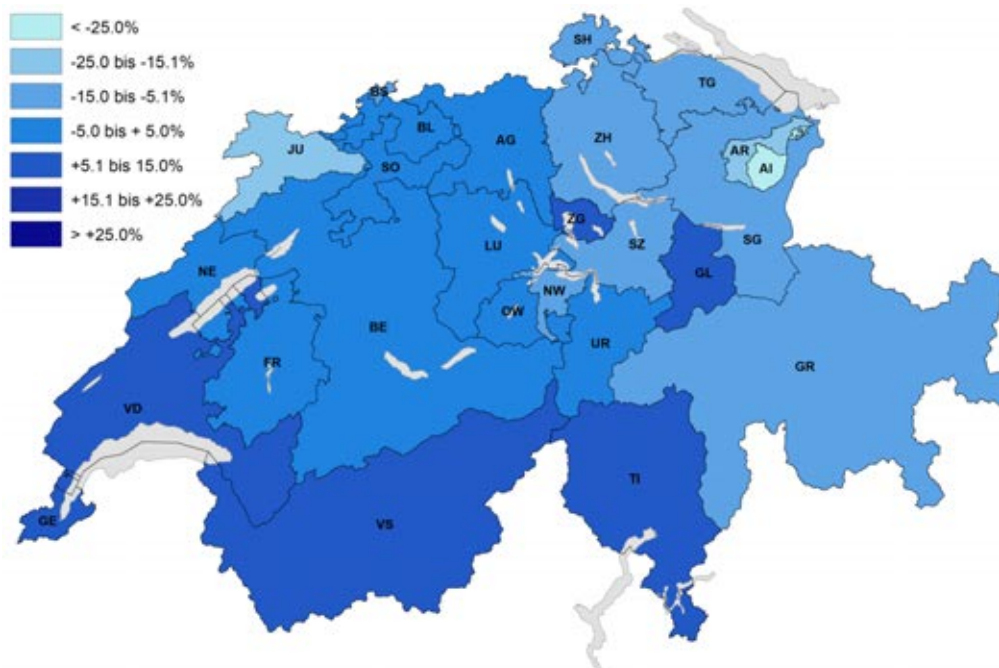 < -25.0%
-25.0 bis -15.1%
-15.0 bis -5.1%
-5.0 bis + 5.0%
+5.1 bis 15.0%
+15.1 bis +25.0%
> +25.0%
SH
BS
BL
AG
ZH
TG
JU
SO
AR
AI
ZG
LU
SZ
SG
NE
GL
NW
OW
BE
UR
FR
GR
VD
TI
GE
VS